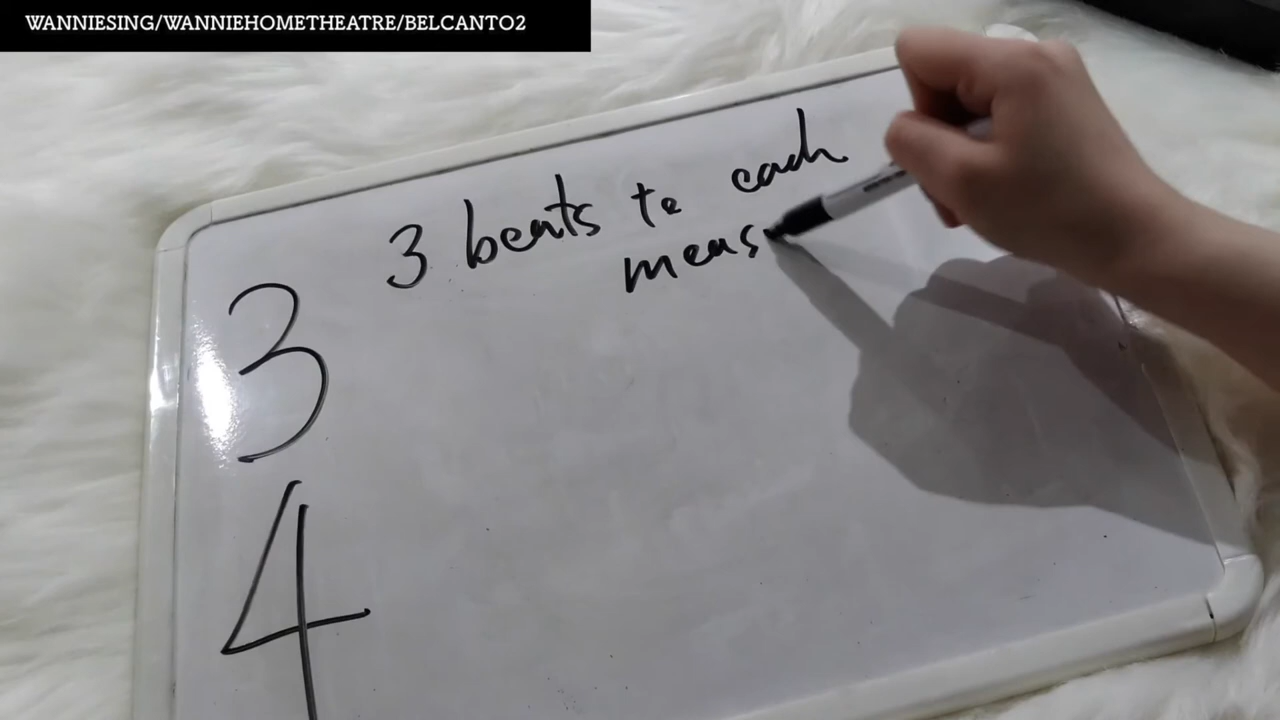 WANNIESING/WANNIEHOMETHEATRE/BELCANTO2
3 beats to each
meas
3
4